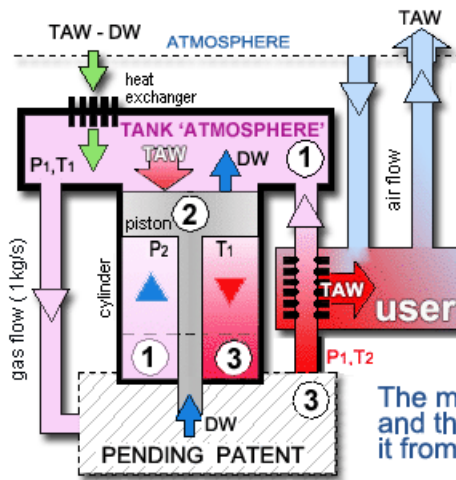 TAW - DW
TAW
ATMOSPHERE
heat
exchanger
TANK 'ATMOSPHERE'
P1,T1
TAW
DW
1
air flow
2
piston
P2
T1
cylinder
gas flow ( 1kg/s)
TAW
user
1
3
P1,T2
3
DW
PENDING PATENT
The m
and th
it from